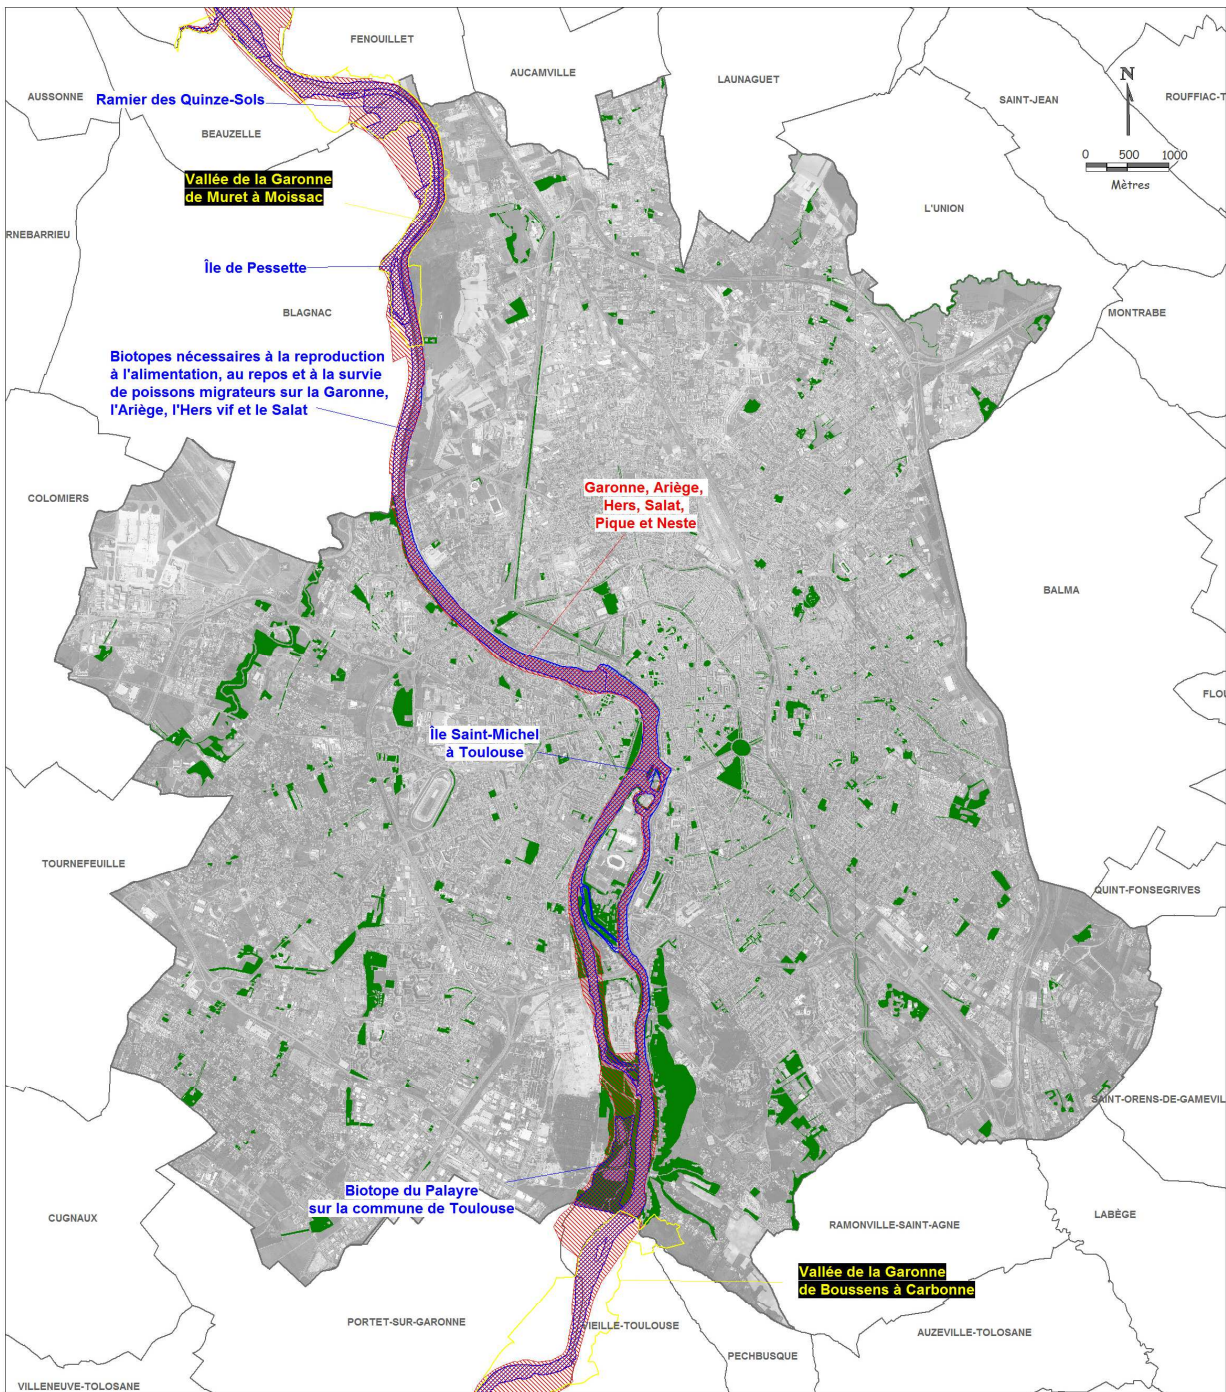 FENOUILLET
AUCAMVILLE
LAUNAGUET
N
AUSSONNE
Ramier des Quinze-Sols
SAINT-JEAN
ROUFFIAC-T
BEAUZELLE
0 500 1000
Mètres
Vallée de la Garonne
de Muret à Moissac
L'UNION
RNEBARRIEU
Île de Pessette
BLAGNAC
MONTRABE
Biotopes nécessaires à la reproduction
à l'alimentation, au repos et à la survie
de poissons migrateurs sur la Garonne,
l'Ariège, l'Hers vif et le Salat
COLOMIERS
Garonne, Ariège,
Hers, Salat,
Pique et Neste
BALMA
FLOU
Île Saint-Michel
à Toulouse
TOURNEFEUILLE
QUINT-FONSEGRIVES
SAINT-ORENS-DE-GAMEVIL
Biotope du Palayre
sur la commune de Toulouse
CUGNAUX
RAMONVILLE-SAINT-AGNE
LABÈGE
Vallée de la Garonne
de Boussens à Carbonne
PORTET-SUR-GARONNE
VIEILLE-TOULOUSE
AUZEVILLE-TOLOSANE
PECHBUSQUE
VILLENEUVE-TOLOSANE